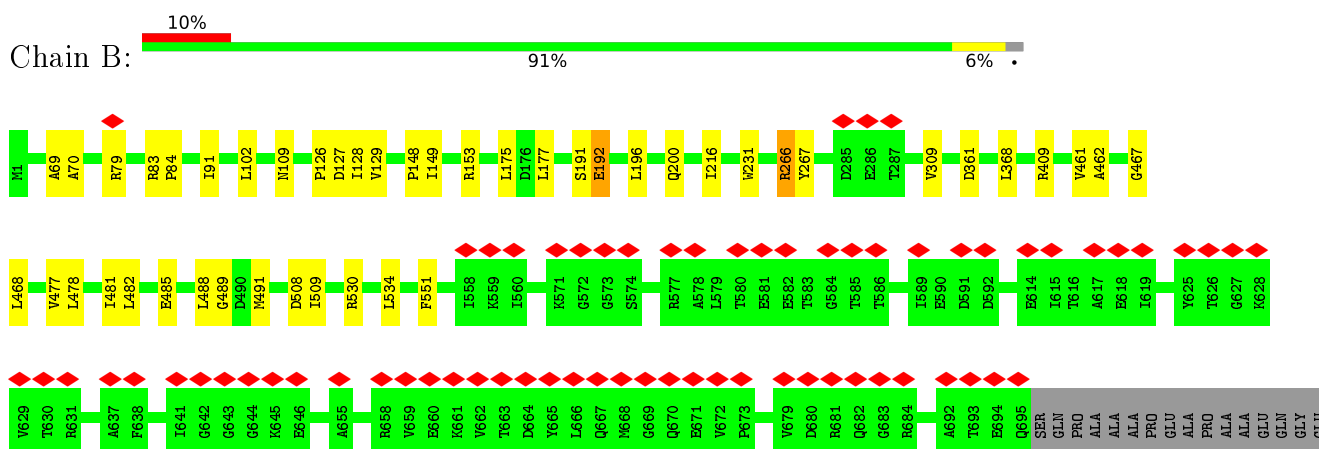 10%
Chain B:
91%
6%
•
M1 A69 A70 R79 R83 P84 I91 L102 N109 P126 D127 I128 V129 P148 I149 R153 L175 D176 L177 S191 E192 L196 Q200 I216 W231 R266 Y267 D285 E286 T287 V309 D361 L368 R409 V461 A462 G467
L468 V477 L478 I481 L482 E485 L488 G489 D490 M491 D508 I509 R530 L534 F551 I558 K559 I560 K571 G572 G573 S574 R577 A578 L579 T580 E581 E582 T583 G584 T585 T586 I589 E590 D591 D592 E614 I615 T616 A617 E618 I619 Y625 T626 G627 K628
V629 T630 R631 A637 F638 I641 G642 G643 G644 K645 E646 A655 R658 V659 E660 K661 V662 T663 D664 Y665 L666 Q667 M668 G669 Q670 E671 V672 P673 V679 D680 R681 Q682 G683 R684 A692 T693 E694 Q695 SER GLN PRO ALA ALA ALA ALA PRO GLU ALA PRO ALA ALA GLU GLN GLY